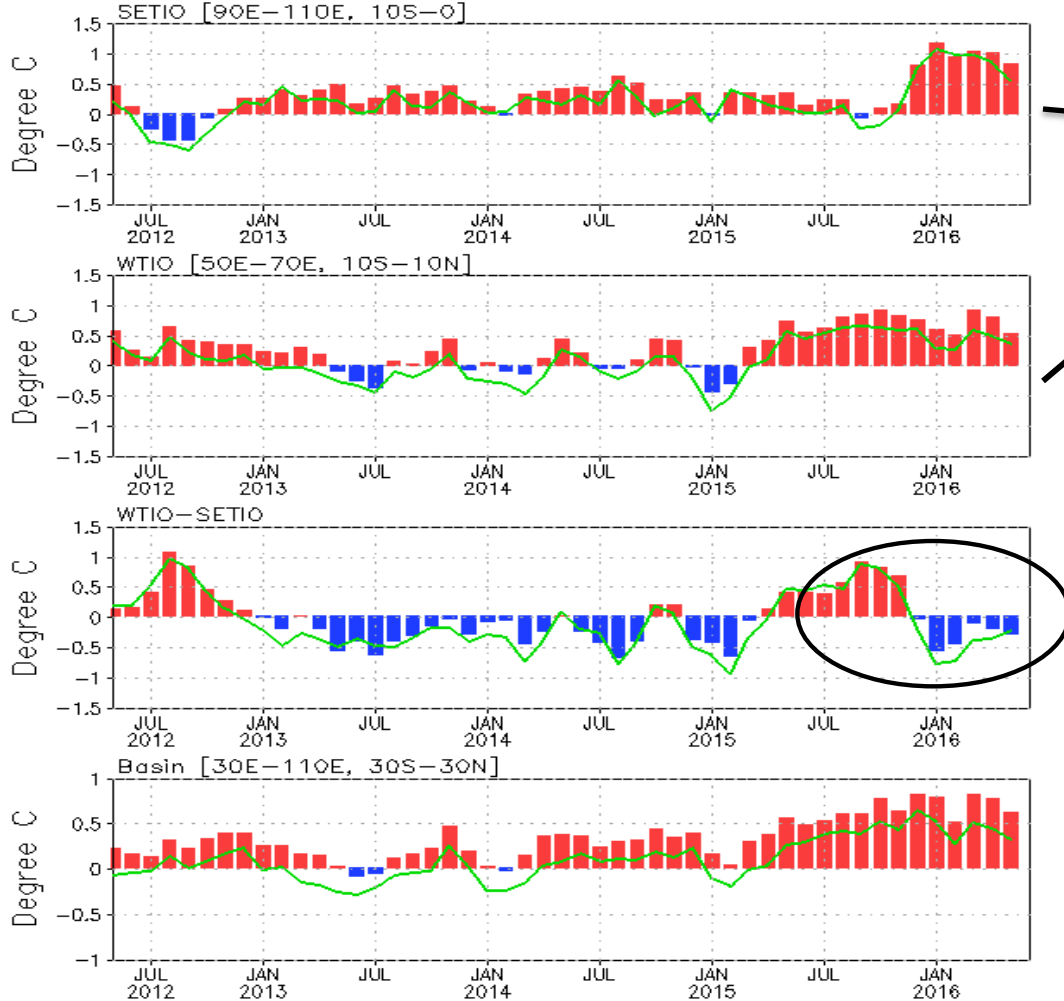 SETIO [90E-110E, 10S-0]
Degree C
1.5
1
0.5
0
-0.5
-1
-1.5
JUL JAN JUL JAN JUL JAN JUL JAN
2012 2013 2014 2015 2016
WTIO [50E-70E, 10S-10N]
Degree C
1.5
1
0.5
0
-0.5
-1
-1.5
JUL JAN JUL JAN JUL JAN JUL JAN
2012 2013 2014 2015 2016
WTIO-SETIO
Degree C
1.5
1
0.5
0
-0.5
-1
-1.5
JUL JAN JUL JAN JUL JAN JUL JAN
2012 2013 2014 2015 2016
Basin [30E-110E, 30S-30N]
Degree C
1
0.5
0
-0.5
-1
JUL JAN JUL JAN JUL JAN JUL JAN
2012 2013 2014 2015 2016